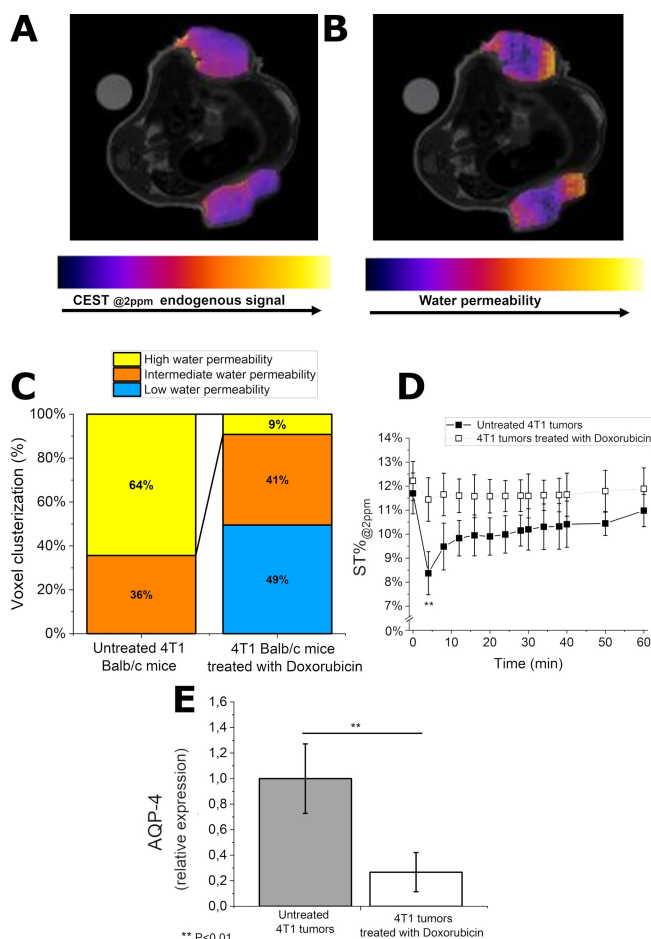 A
B
CEST @2ppm endogenous signal
Water permeability
C
High water permeability
Intermediate water permeability
Low water permeability
100%
80%
60%
40%
20%
0%
Voxel clusterization (%)
64%
36%
9%
41%
49%
Untreated 4T1
Balb/c mice
4T1 Balb/c mice
treated with Doxorubicin
D
Untreated 4T1 tumors
4T1 tumors treated with Doxorubicin
14%
13%
12%
11%
10%
9%
8%
7%
0%
ST%@2ppm
**
0 10 20 30 40 50 60
Time (min)
E
1,6
1,4
1,2
1,0
0,8
0,6
0,4
0,2
0,0
AQP-4
(relative expression)
**
Untreated
4T1 tumors
4T1 tumors
treated with Doxorubicin
** P<0.01